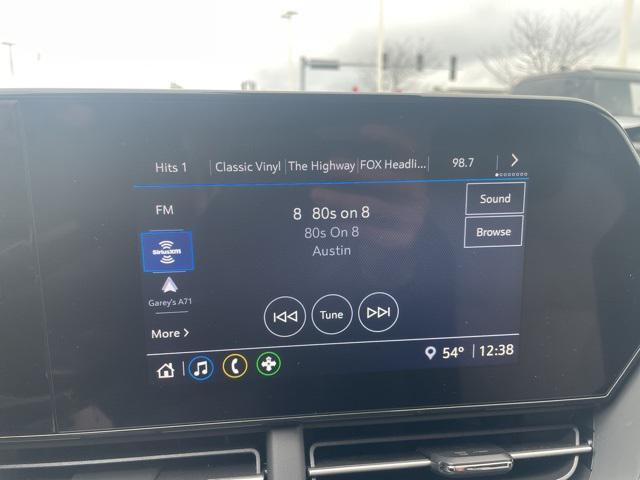 Hits 1 Classic Vinyl The Highway FOX Headli... 98.7
FM
8 80s on 8
80s On 8
Austin
Sound
Browse
SiriusXM
Garey's A71
More
Tune
54° 12:38